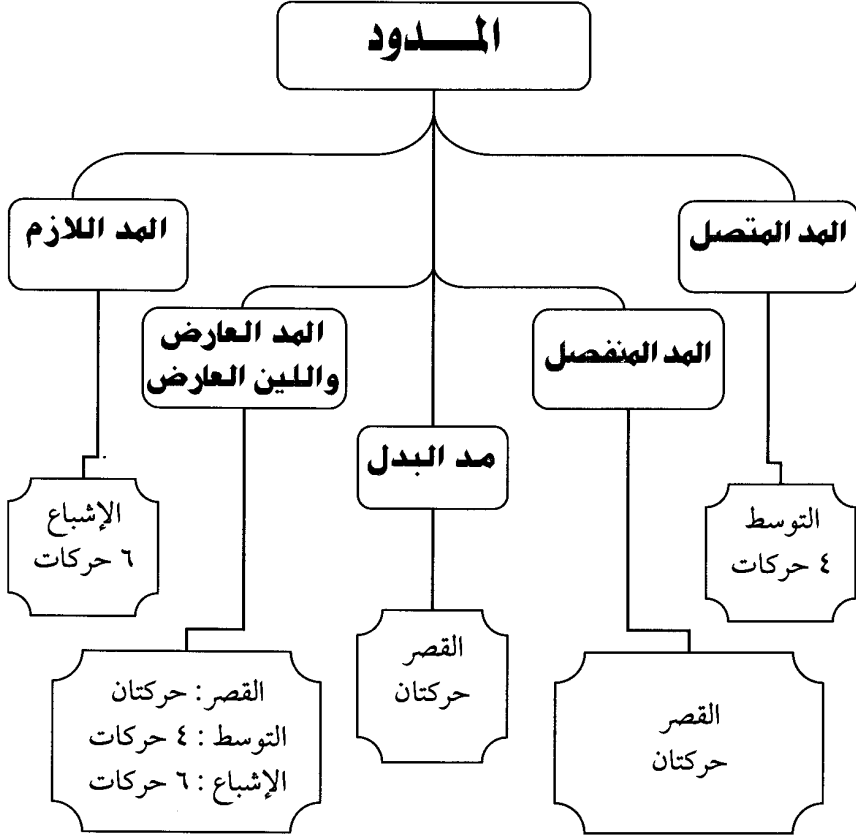 المدود
المد المتصل
المد اللازم
المد المنفصل
المد العارض
واللين العارض
مد البدل
التوسط
٤ حركات
الإشباع
٦ حركات
القصر
حركتان
القصر
حركتان
القصر : حركتان
التوسط : ٤ حركات
الإشباع : ٦ حركات